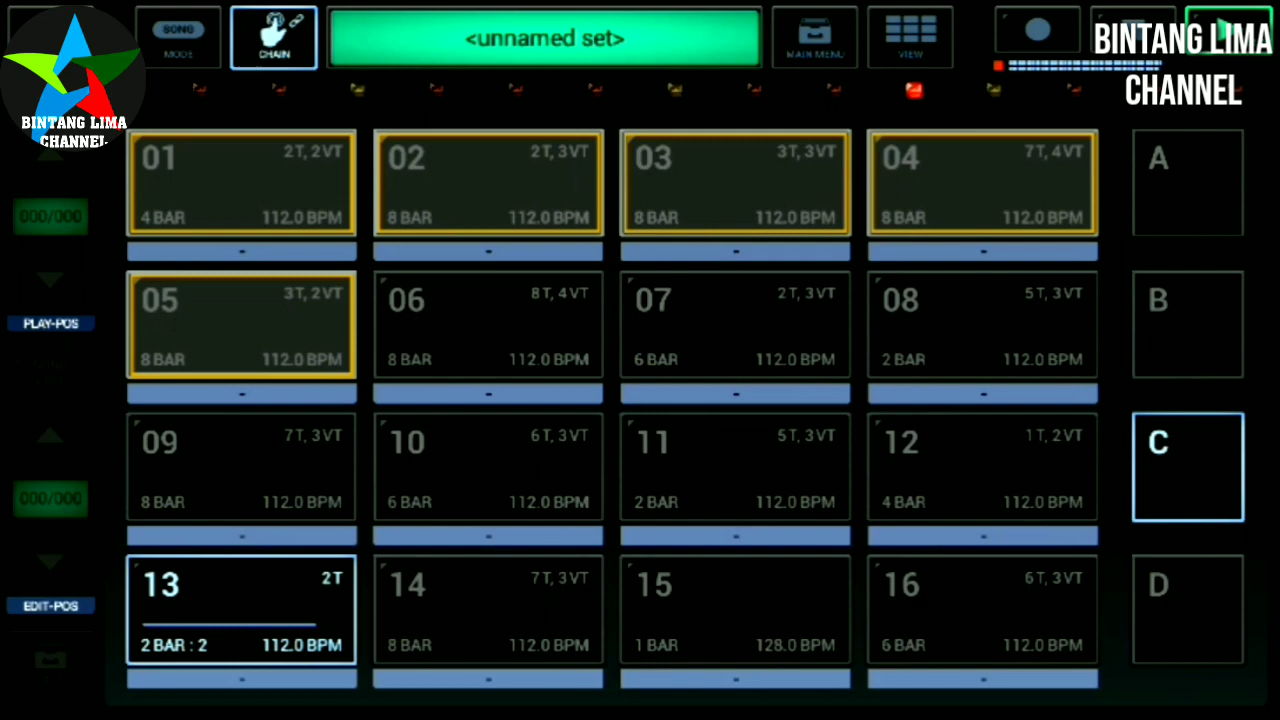 SONG
MODE
CHAIN
<unnamed set>
MAIN MENU
VIEW
BINTANG LIMA
CHANNEL
BINTANG LIMA
CHANNEL
01 2T, 2VT
4 BAR 112.0 BPM
-
02 2T, 3VT
8 BAR 112.0 BPM
-
03 3T, 3VT
8 BAR 112.0 BPM
-
04 7T, 4VT
8 BAR 112.0 BPM
-
A
000/000
PLAY-POS
05 3T, 2VT
8 BAR 112.0 BPM
-
06 8T, 4VT
8 BAR 112.0 BPM
-
07 2T, 3VT
6 BAR 112.0 BPM
-
08 5T, 3VT
2 BAR 112.0 BPM
-
B
09 7T, 3VT
8 BAR 112.0 BPM
-
10 6T, 3VT
6 BAR 112.0 BPM
-
11 5T, 3VT
2 BAR 112.0 BPM
-
12 1T, 2VT
4 BAR 112.0 BPM
-
C
000/000
EDIT-POS
13 2T
2 BAR : 2 112.0 BPM
-
14 7T, 3VT
8 BAR 112.0 BPM
-
15
1 BAR 128.0 BPM
-
16 6T, 3VT
6 BAR 112.0 BPM
-
D